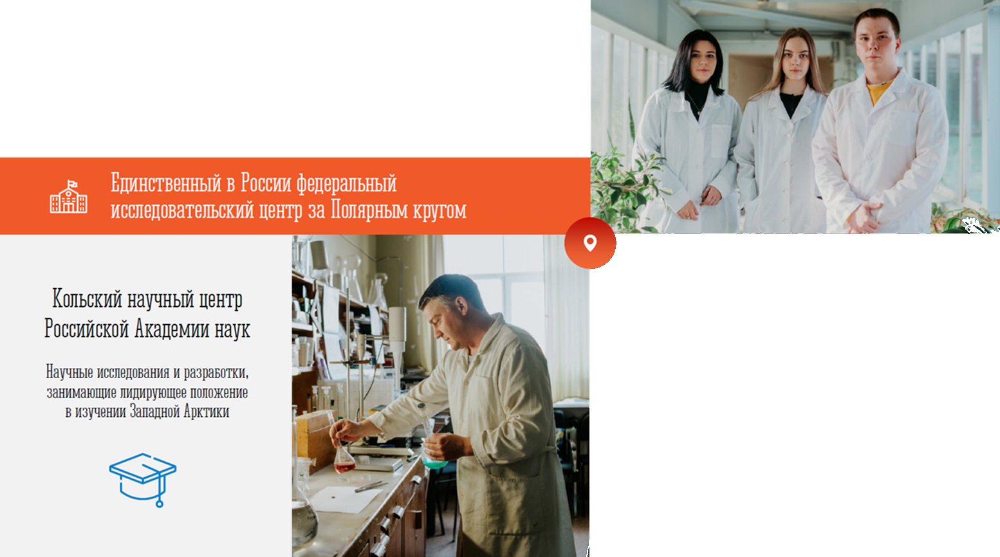 Единственный в России федеральный
исследовательский центр за Полярным кругом
Кольский научный центр
Российской Академии наук
Научные исследования и разработки,
занимающие лидирующее положение
в изучении Западной Арктики